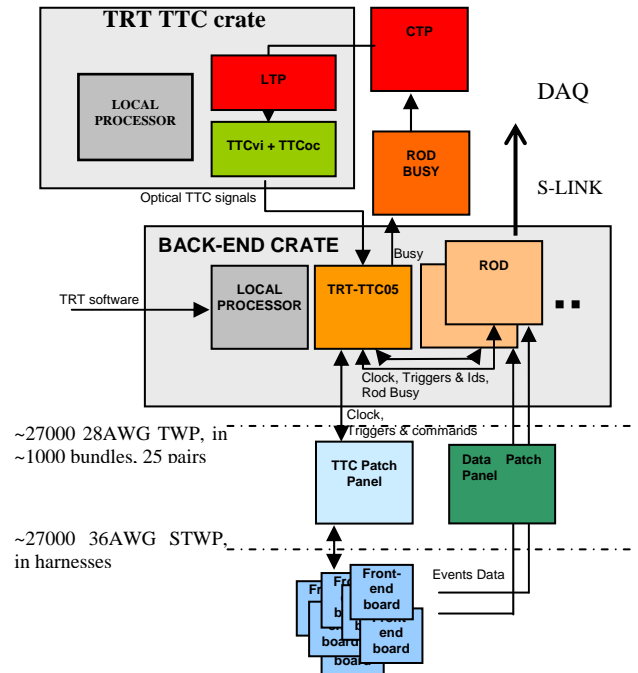 TRT TTC crate
CTP
LTP
LOCAL
PROCESSOR
DAQ
TTCvi + TTCoc
ROD
BUSY
S-LINK
Optical TTC signals
BACK-END CRATE
Busy
LOCAL
PROCESSOR
TRT-TTC05
ROD
TRT software
Clock, Triggers & Ids,
Rod Busy
Clock,
Triggers & commands
~27000 28AWG TWP, in
~1000 bundles, 25 pairs
TTC Patch
Panel
Data Patch
Panel
~27000 36AWG STWP,
in harnesses
Front-
end
board
Events Data
Front
end
board
board
board